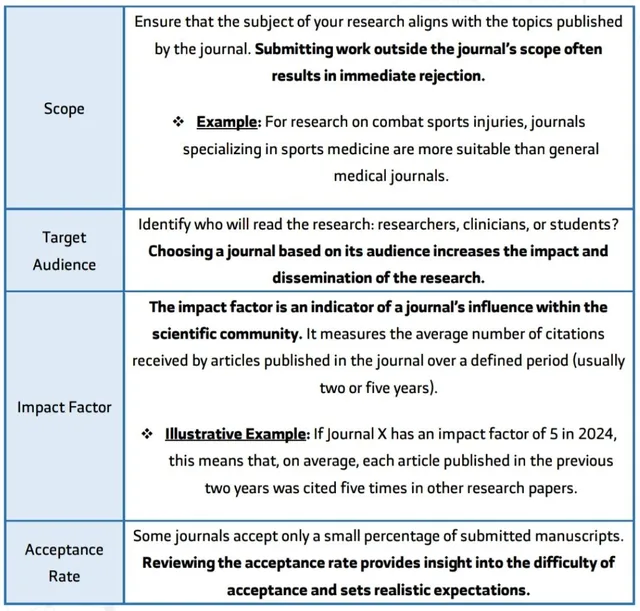 Scope
Ensure that the subject of your research aligns with the topics published
by the journal. Submitting work outside the journal's scope often
results in immediate rejection.
❖ Example: For research on combat sports injuries, journals
specializing in sports medicine are more suitable than general
medical journals.
Target
Audience
Identify who will read the research: researchers, clinicians, or students?
Choosing a journal based on its audience increases the impact and
dissemination of the research.
Impact Factor
The impact factor is an indicator of a journal's influence within the
scientific community. It measures the average number of citations
received by articles published in the journal over a defined period (usually
two or five years).
❖ Illustrative Example: If Journal X has an impact factor of 5 in 2024,
this means that, on average, each article published in the previous
two years was cited five times in other research papers.
Acceptance
Rate
Some journals accept only a small percentage of submitted manuscripts.
Reviewing the acceptance rate provides insight into the difficulty of
acceptance and sets realistic expectations.